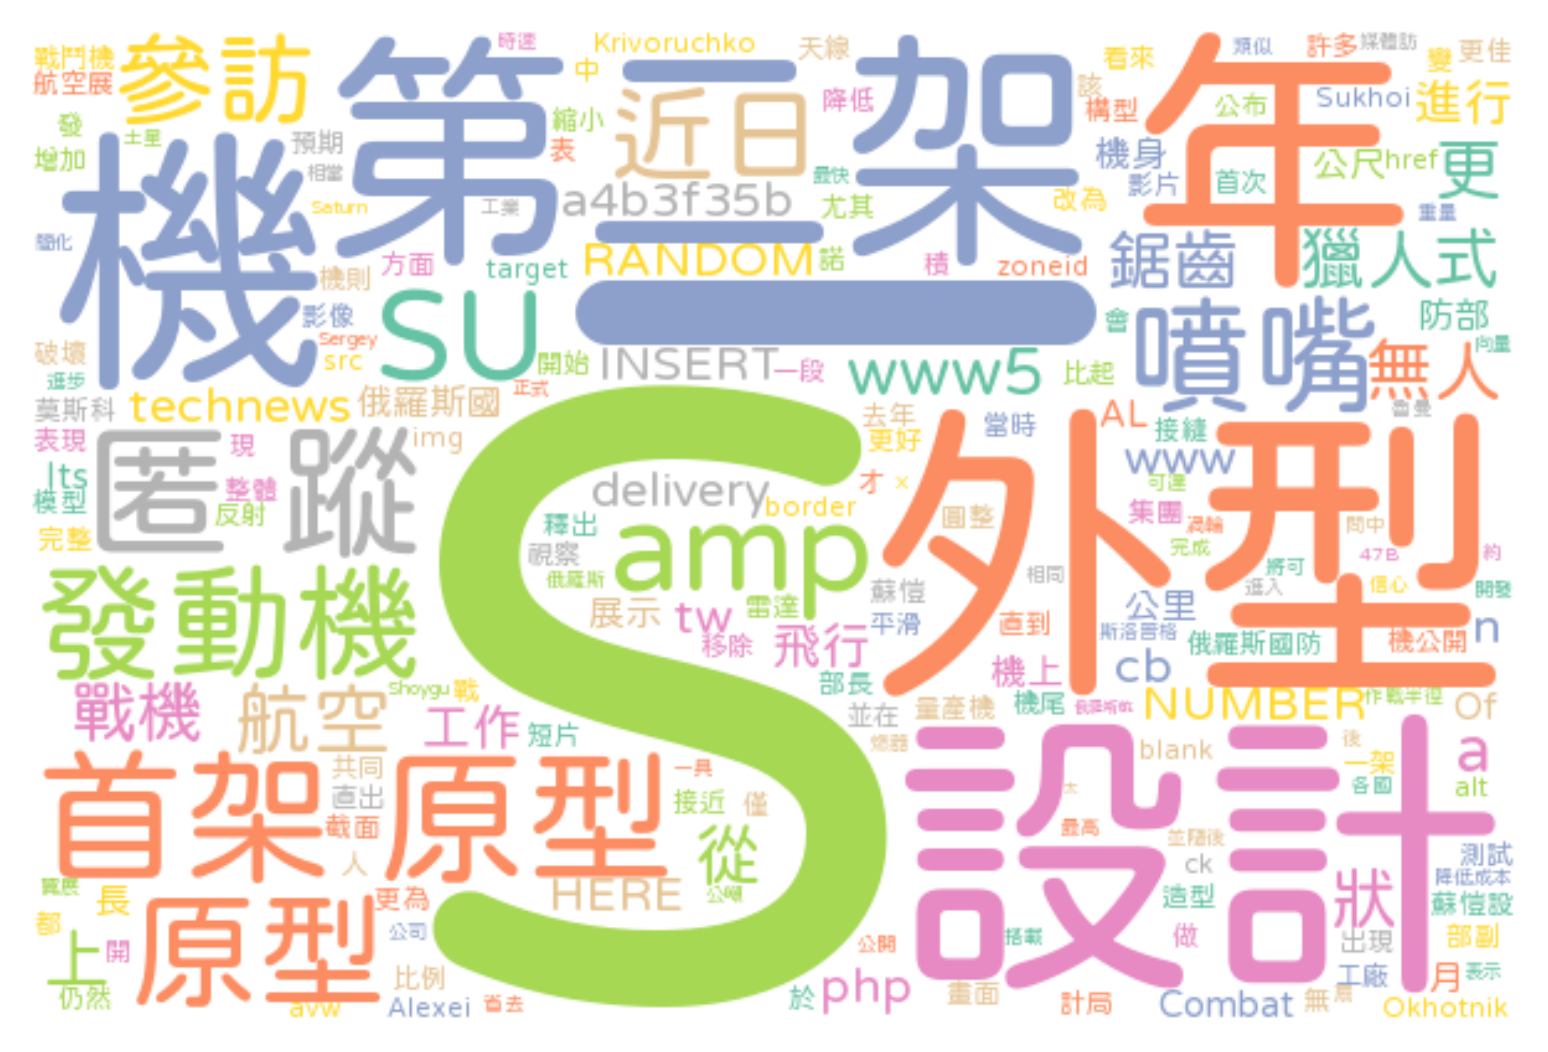 戰鬥機 參訪 第二架 時速 Krivoruchko 天線 年 類似 許多 媒體訪
航空展 中 近日 降低 看來 變 更佳
發 土星 預期 縮小 該 構型 公布 Sukhoi 進行
增加 機 相當 表 最快 機身 公尺 href 更
Saturn 工業 a4b3f35b 尤其 改為 影片 首次 重量
簡化 方面 target RANDOM 諾 積 zoneid 鋸齒 獵人式
機則 影像 SU 會 噴嘴 防部
破壞 Sergey src 開始 INSERT 一段 www5 比起 無人 向量
進步 正式
莫斯科 technews 俄羅斯國 去年 當時 AL 接縫 魯曼
表現 匿蹤 現 img S 更好 外型 www
lts 整體 delivery 才 × 可達
模型 反射 border 圓整 集團 渦輪 問中
完整 釋出 amp 完成 47B 約
發動機 視察 俄羅斯 相同 將可 進入 信心 開發
展示 tw 雷達 蘇愷 公里
移除 飛行 平滑 直到 斯洛普格 俄羅斯國防 機公開 n
戰機 航空 Shoygu 戰 部長 機上 cb
工作 短片 並在 量產機 機尾 NUMBER 作戰半徑 Of
燃器 設計 blank 後 一架 a
首架原型 共同 一具 各國 alt
直出 接近 僅 太
截面 從 最高 並隨後 測試
人 ck 降低成本
寬展 長 HERE 公噸 造型 狀 蘇愷設
都 原型 更為
上 開 公司 公開 搭載 做 出現 部副
仍然 比例 php 畫面 工廠 月 表示
avw Alexei 首去 於 計局 Combat 無 Okhotnik